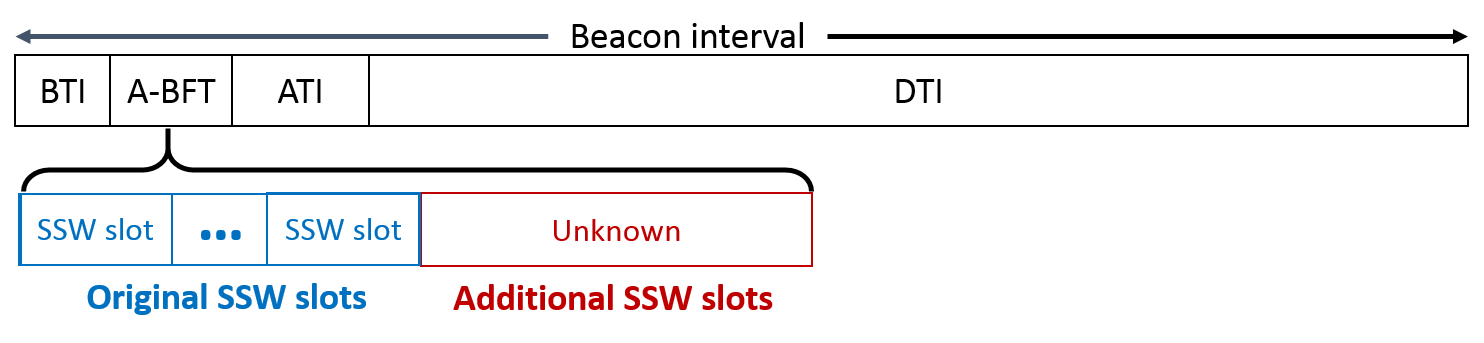 Beacon interval
BTI A-BFT ATI DTI
SSW slot ... SSW slot Unknown
Original SSW slots Additional SSW slots